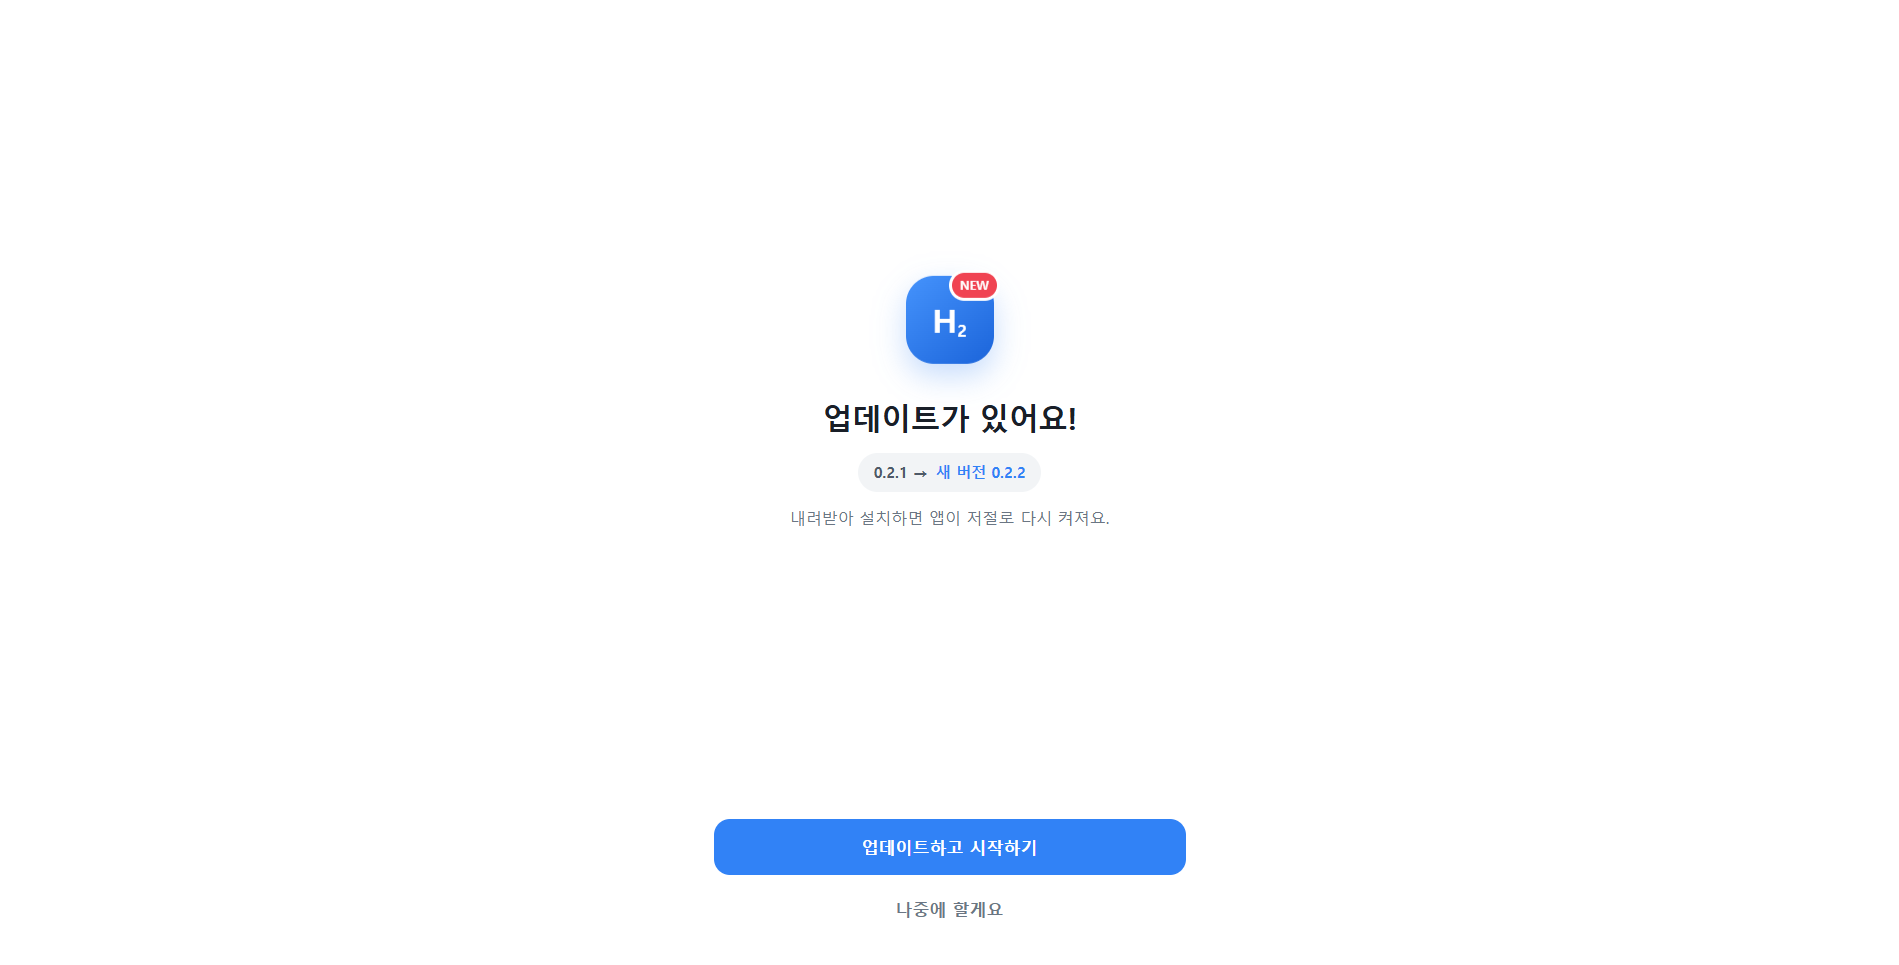 NEW
H₂
업데이트가 있어요!
0.2.1 → 새 버전 0.2.2
내려받아 설치하면 앱이 저절로 다시 켜져요.
업데이트하고 시작하기
나중에 할게요